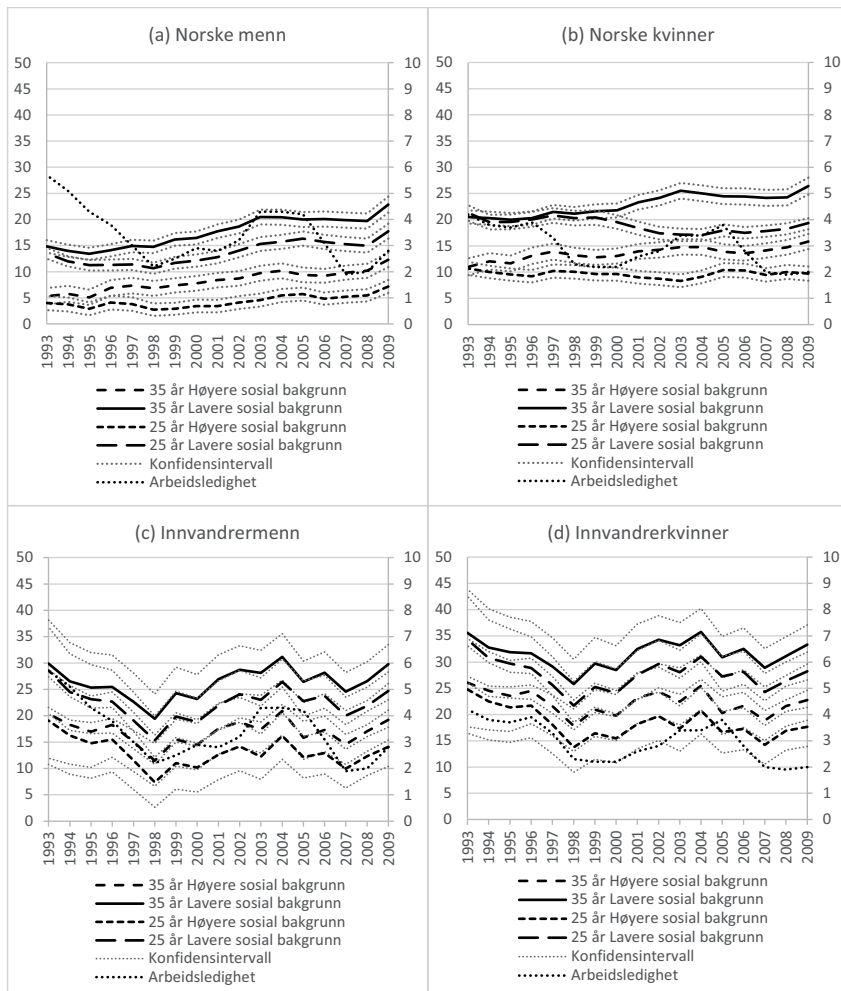 (a) Norske menn
50
45
40
35
30
25
20
15
10
5
0
10
9
8
7
6
5
4
3
2
1
0
1993 1994 1995 1996 1997 1998 1999 2000 2001 2002 2003 2004 2005 2006 2007 2008 2009
35 år Høyere sosial bakgrunn
35 år Lavere sosial bakgrunn
25 år Høyere sosial bakgrunn
25 år Lavere sosial bakgrunn
Konfidensintervall
Arbeidsledighet
(b) Norske kvinner
50
45
40
35
30
25
20
15
10
5
0
10
9
8
7
6
5
4
3
2
1
0
1993 1994 1995 1996 1997 1998 1999 2000 2001 2002 2003 2004 2005 2006 2007 2008 2009
35 år Høyere sosial bakgrunn
35 år Lavere sosial bakgrunn
25 år Høyere sosial bakgrunn
25 år Lavere sosial bakgrunn
Konfidensintervall
Arbeidsledighet
(c) Innvandrermenn
50
45
40
35
30
25
20
15
10
5
0
10
9
8
7
6
5
4
3
2
1
0
1993 1994 1995 1996 1997 1998 1999 2000 2001 2002 2003 2004 2005 2006 2007 2008 2009
35 år Høyere sosial bakgrunn
35 år Lavere sosial bakgrunn
25 år Høyere sosial bakgrunn
25 år Lavere sosial bakgrunn
Konfidensintervall
Arbeidsledighet
(d) Innvandrerkvinner
50
45
40
35
30
25
20
15
10
5
0
10
9
8
7
6
5
4
3
2
1
0
1993 1994 1995 1996 1997 1998 1999 2000 2001 2002 2003 2004 2005 2006 2007 2008 2009
35 år Høyere sosial bakgrunn
35 år Lavere sosial bakgrunn
25 år Høyere sosial bakgrunn
25 år Lavere sosial bakgrunn
Konfidensintervall
Arbeidsledighet